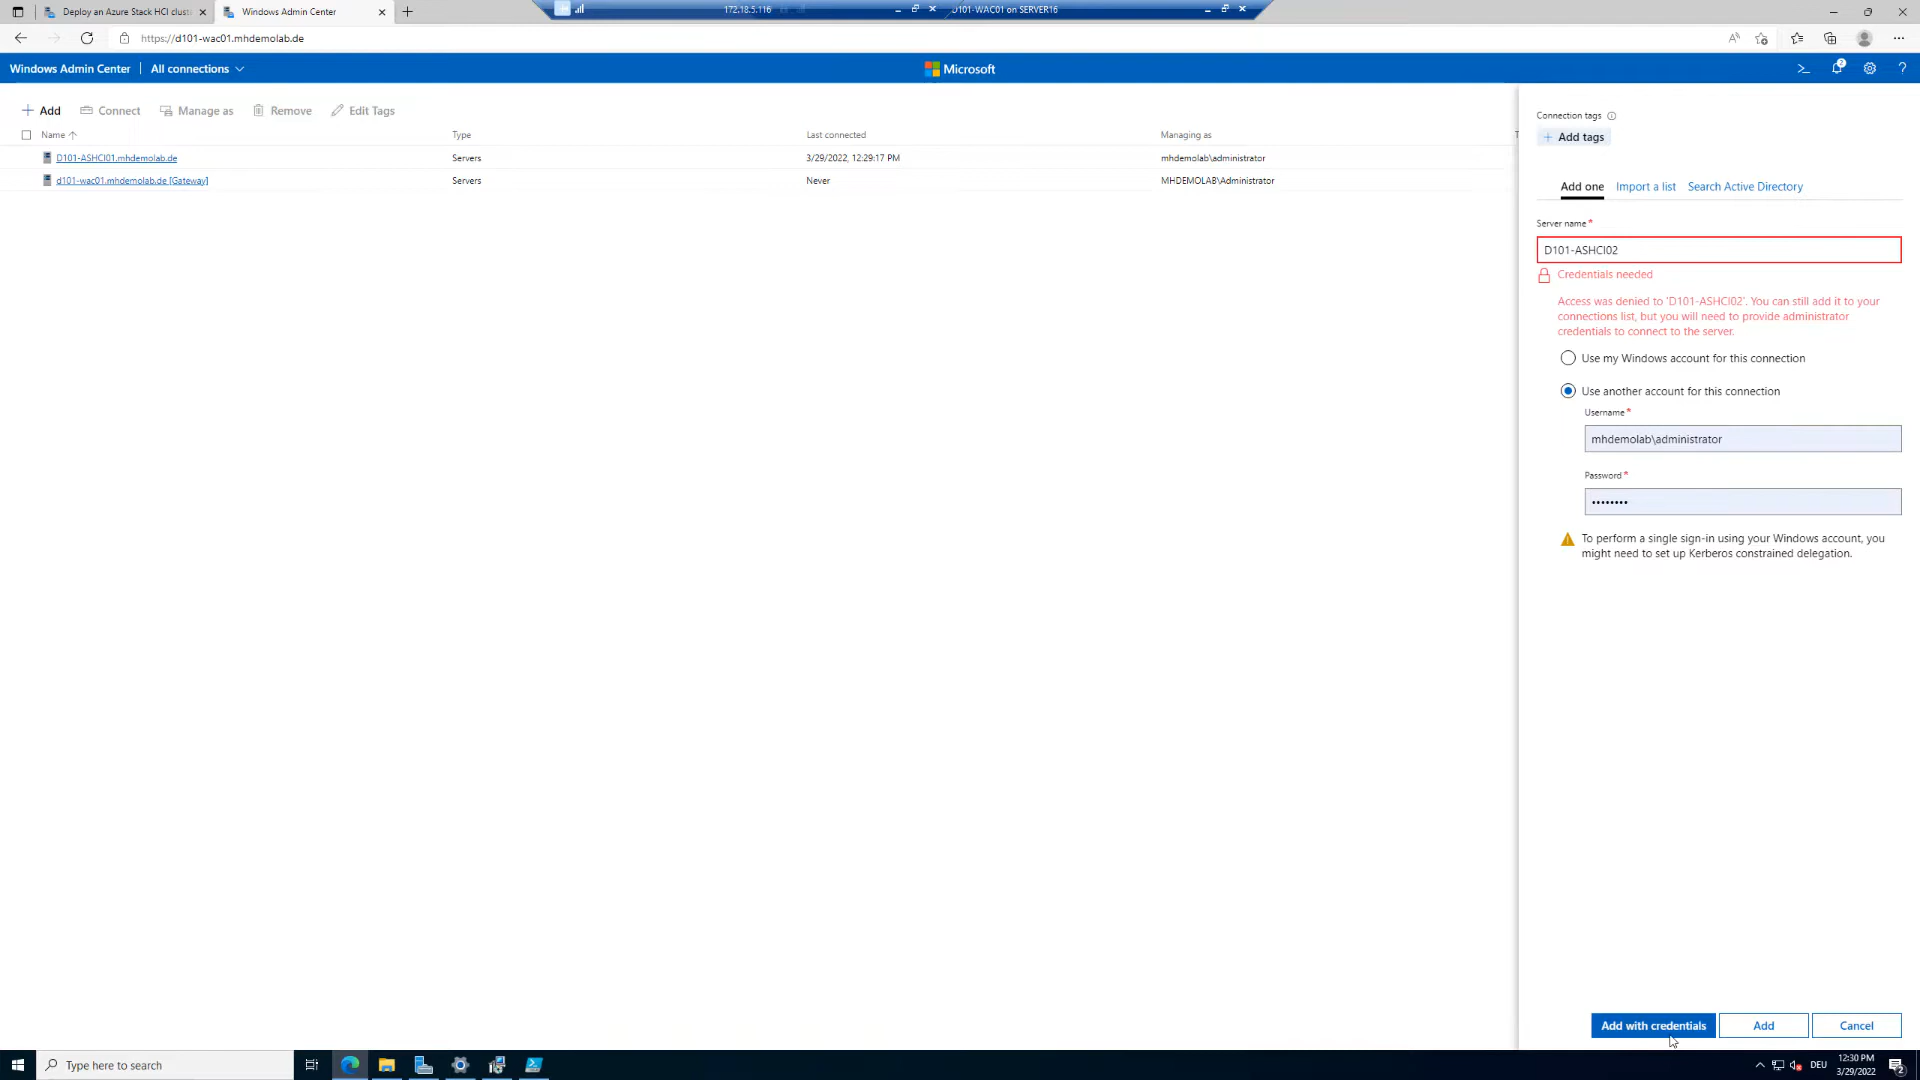 Deploy an Azure Stack HCI clust
Windows Admin Center
172.18.5.116
D101-WAC01 on SERVER16
https://d101-wac01.mhdemolab.de
Windows Admin Center
All connections
Microsoft
Add
Connect
Manage as
Remove
Edit Tags
Name
Type
Last connected
Managing as
T
D101-ASHCI01.mhdemolab.de
Servers
3/29/2022, 12:29:17 PM
mhdemolab\administrator
d101-wac01.mhdemolab.de [Gateway]
Servers
Never
MHDEMOLAB\Administrator
Connection tags
Add tags
Add one
Import a list
Search Active Directory
Server name *
D101-ASHCI02
Credentials needed
Access was denied to 'D101-ASHCI02'. You can still add it to your
connections list, but you will need to provide administrator
credentials to connect to the server.
Use my Windows account for this connection
Use another account for this connection
Username *
mhdemolab\administrator
Password *
••••••••
To perform a single sign-in using your Windows account, you
might need to set up Kerberos constrained delegation.
Add with credentials
Add
Cancel
Type here to search
DEU
12:30 PM
3/29/2022
2